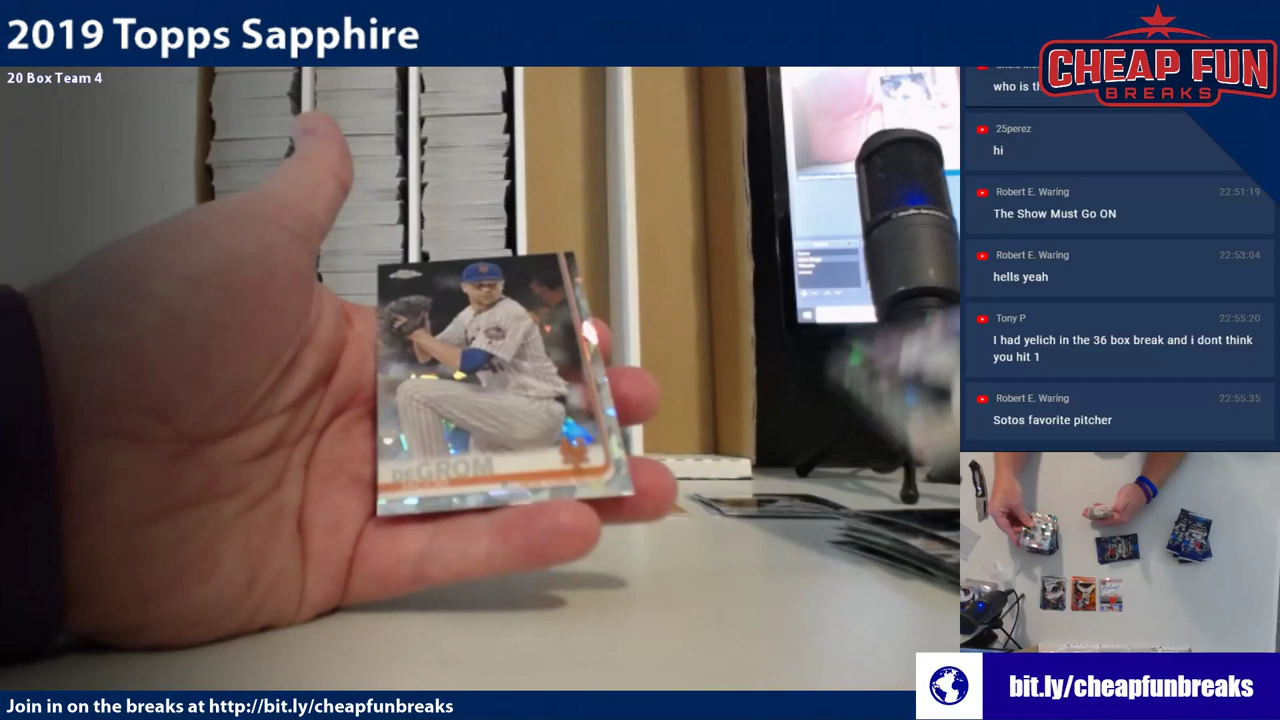 2019 Topps Sapphire
20 Box Team 4
CHEAP FUN
BREAKS
who is th
25perez
hi
Robert E. Waring 22:51:19
The Show Must Go ON
Robert E. Waring 22:53:04
hells yeah
Tony P 22:55:20
I had yelich in the 36 box break and i dont think
you hit 1
Robert E. Waring 22:55:35
Sotos favorite pitcher
DEGROM
bit.ly/cheapfunbreaks
Join in on the breaks at http://bit.ly/cheapfunbreaks